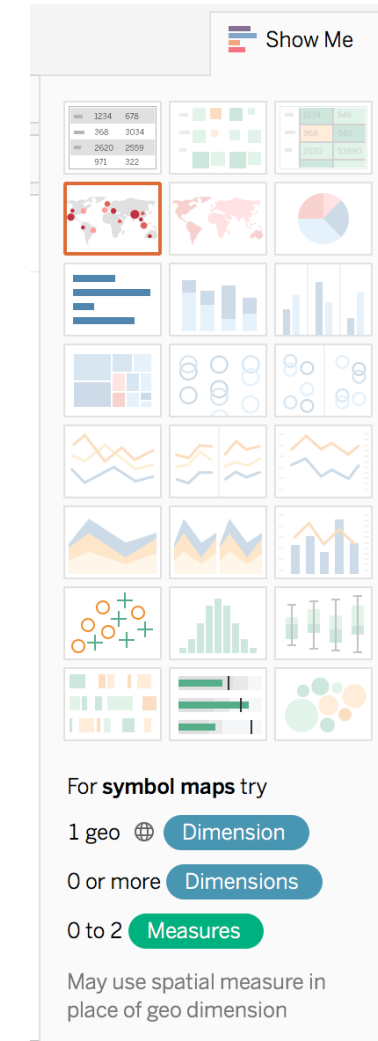 Show Me
1234 678
368 3034
2620 2559
971 322
1234 546
368 340
2620 53890
For symbol maps try
1 geo Dimension
0 or more Dimensions
0 to 2 Measures
May use spatial measure in
place of geo dimension